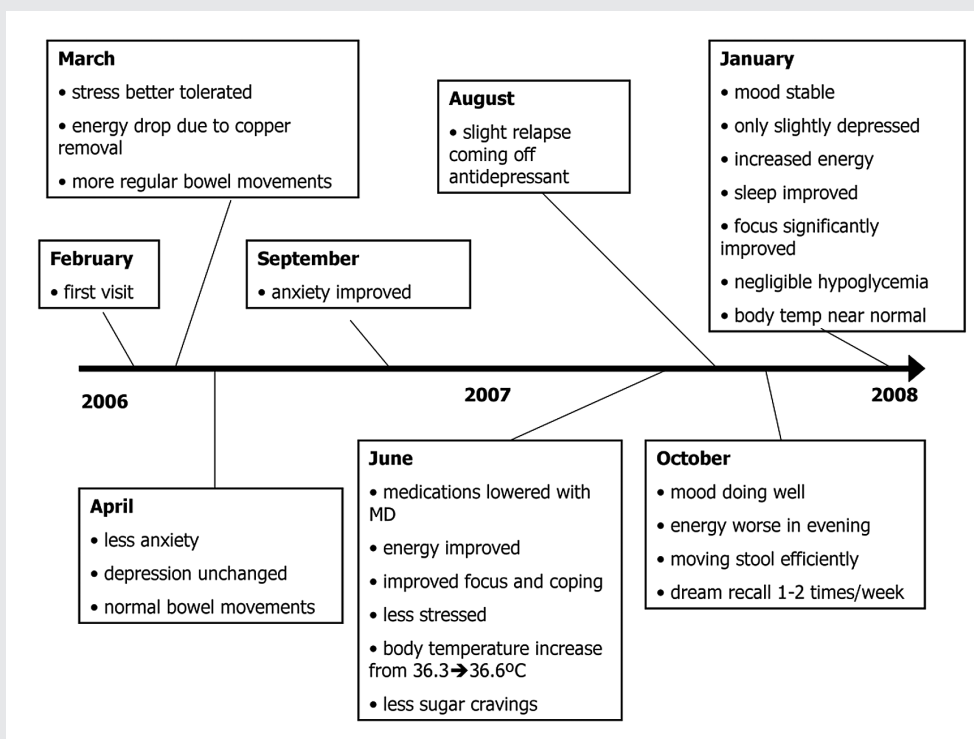 March
• stress better tolerated
• energy drop due to copper
removal
• more regular bowel movements
August
• slight relapse
coming off
antidepressant
January
• mood stable
• only slightly depressed
• increased energy
• sleep improved
• focus significantly
improved
• negligible hypoglycemia
• body temp near normal
February
• first visit
September
• anxiety improved
2006
2007
2008
April
• less anxiety
• depression unchanged
• normal bowel movements
June
• medications lowered with
MD
• energy improved
• improved focus and coping
• less stressed
• body temperature increase
from 36.3➔36.6ºC
• less sugar cravings
October
• mood doing well
• energy worse in evening
• moving stool efficiently
• dream recall 1-2 times/week